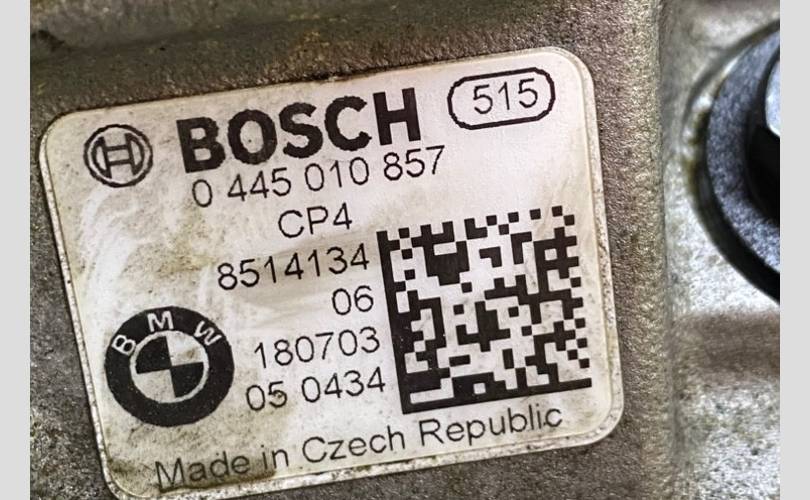 BOSCH 515
0 445 010 857
CP4
8514134
06
BMW
180703
05 0434
Made in Czech Republic